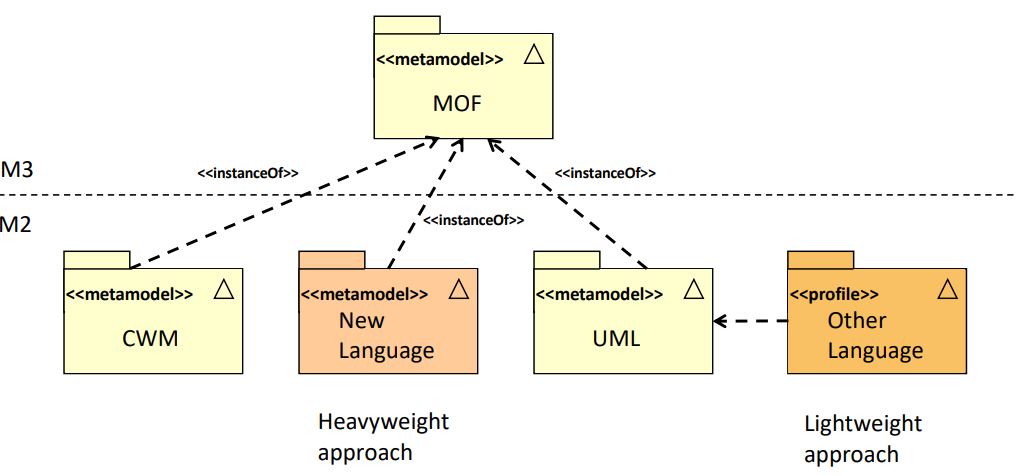 <<metamodel>>
MOF
M3
<<instanceOf>>
<<instanceOf>>
M2
<<instanceOf>>
<<metamodel>>
CWM
<<metamodel>>
New
Language
<<metamodel>>
UML
<<profile>>
Other
Language
Heavyweight
approach
Lightweight
approach